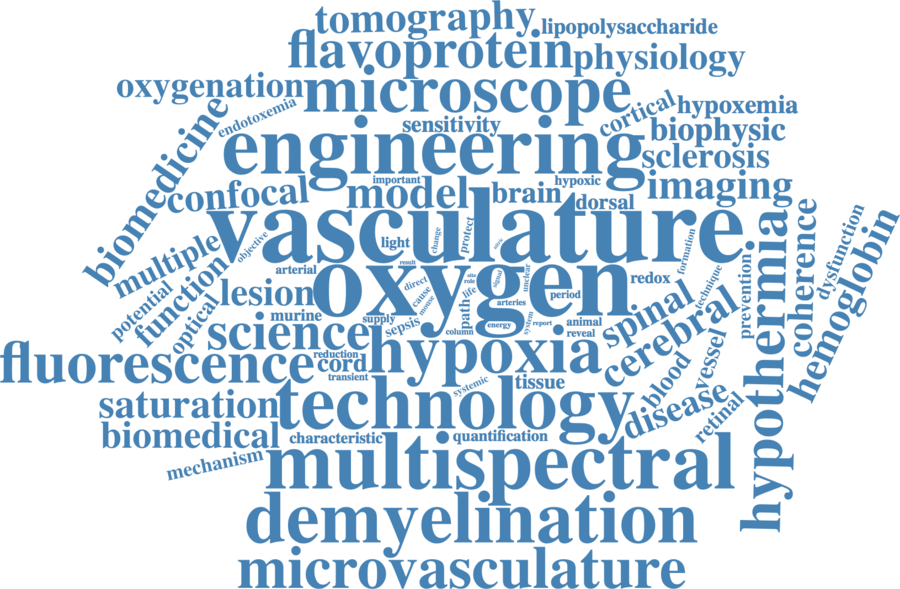 tomography
lipopolysaccharide
flavoprotein
physiology
oxygenation
microscope
endotoxemia
cortical
hypoxemia
sensitivity
biomedicine
engineering
biophysic
sclerosis
confocal
important
model
brain
hypoxic
dorsal
imaging
vasculature
multiple
objective
light
change
protect
formation
arterial
result
oxygen
direct
role
signal
unclear
redox
technique
prevention
hypothermia
coherence
dysfunction
hemoglobin
potential
function
optical
lesion
murine
supply
cause
mouse
sepsis
path
life
arteries
period
energy
system
report
animal
reveal
column
spinal
cerebral
science
fluorescence
reduction
cord
transient
hypoxia
systemic
tissue
blood
vessel
saturation
technology
disease
retinal
biomedical
characteristic
quantification
mechanism
multispectral
demyelination
microvasculature